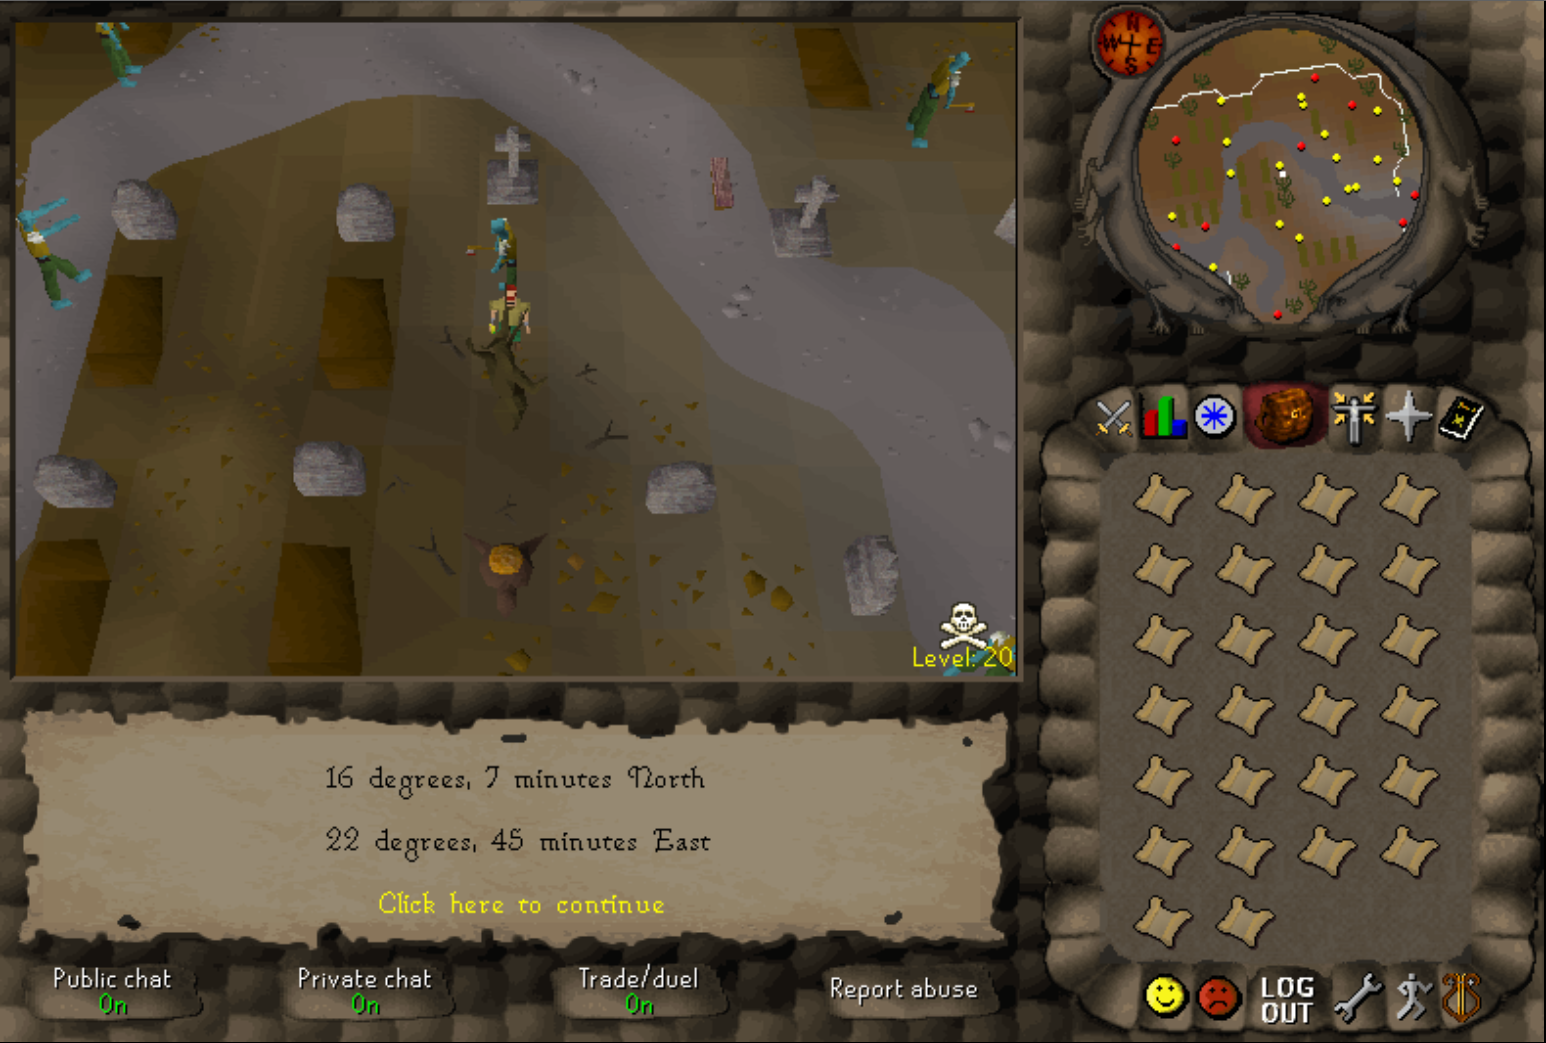 N
W E
S
Level: 20
16 degrees, 7 minutes North
22 degrees, 45 minutes East
Click here to continue
Public chat
On
Private chat
On
Trade/duel
On
Report abuse
LOG
OUT